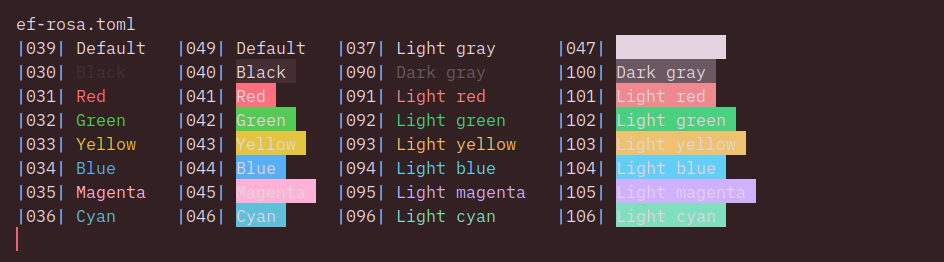 ef-rosa.toml
|039| Default |049| Default |037| Light gray |047|
|030| Black |040| Black |090| Dark gray |100| Dark gray
|031| Red |041| Red |091| Light red |101| Light red
|032| Green |042| Green |092| Light green |102| Light green
|033| Yellow |043| Yellow |093| Light yellow |103| Light yellow
|034| Blue |044| Blue |094| Light blue |104| Light blue
|035| Magenta |045| Magenta |095| Light magenta |105| Light magenta
|036| Cyan |046| Cyan |096| Light cyan |106| Light cyan